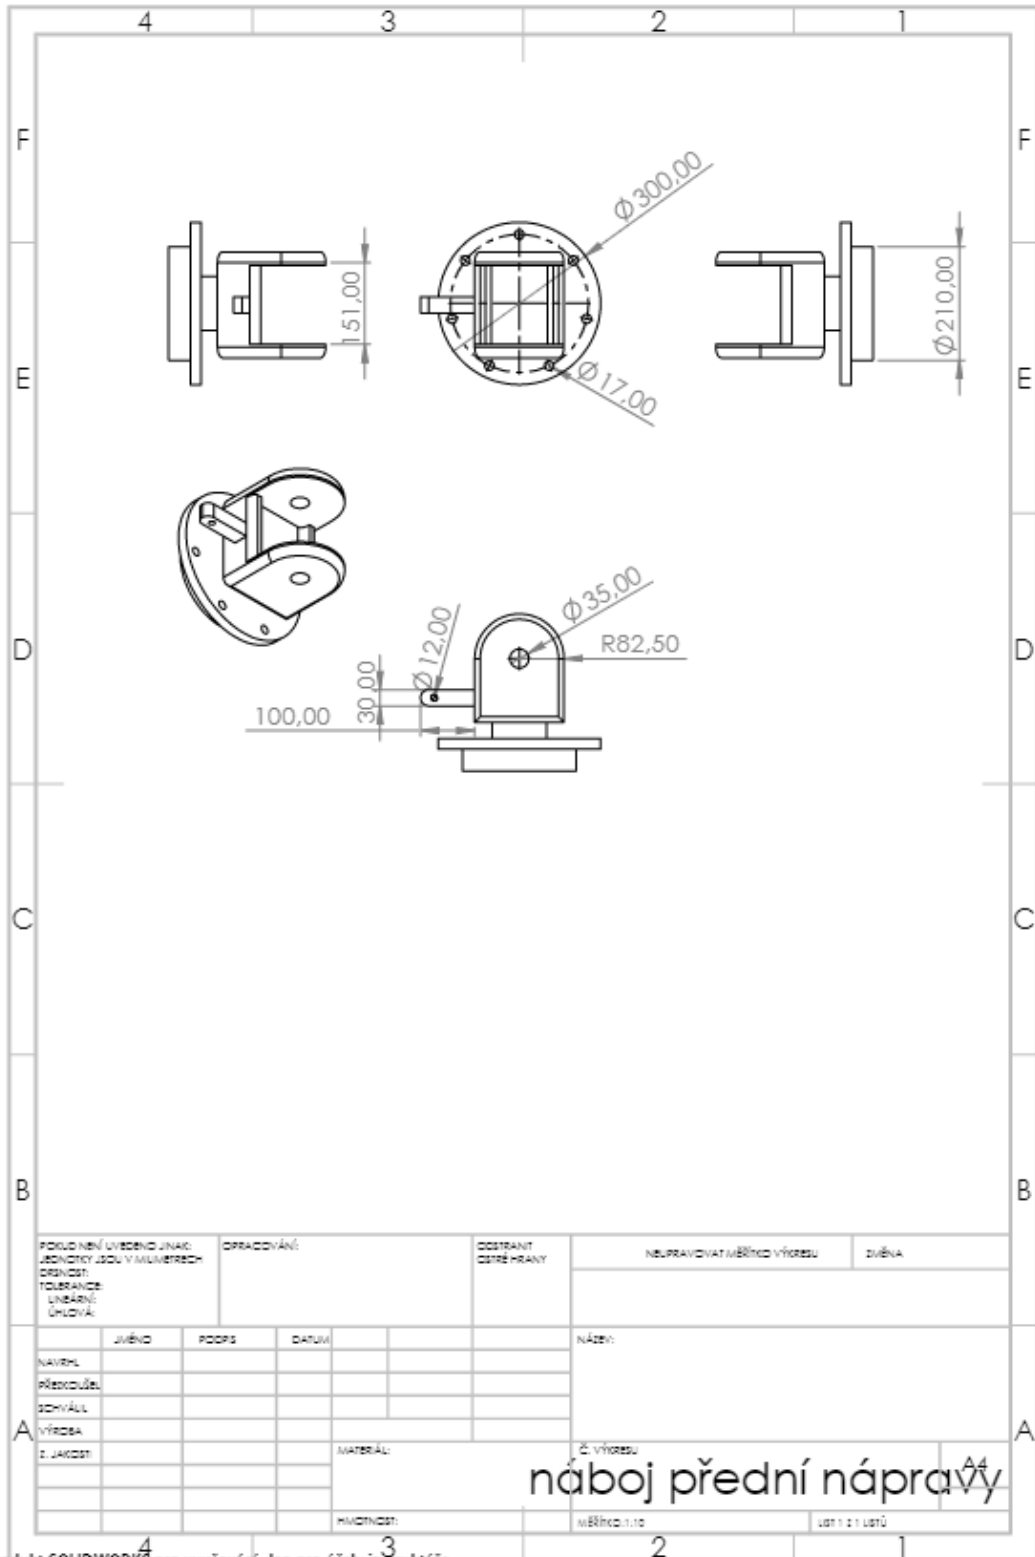 4 3 2 1
F F
Ø300,00
151,00
Ø210,00
E E
Ø17,00
Ø35,00
D D
Ø12,00
R82,50
30,00
100,00
C C
B B
POKUD NENÍ UVEDENO JINAK:
JEDNOTKY JSOU V MILIMETRECH
DRSNOST:
TOLERANCE:
LINEÁRNÍ:
ÚHLOVÁ:
OPRACOVÁNÍ:
ODSTRANIT
OSTRÉ HRANY
NEUPRAVOVAT MĚŘÍTKO VÝKRESU
ZMĚNA
JMÉNO PODPIS DATUM
NÁZEV:
NAVRHL
PŘEZKOUŠEL
SCHVÁLIL
A A
VÝROBA
Z. JAKOSTI
MATERIÁL:
Č. VÝKRESU
náboj přední nápravy
A4
HMOTNOST:
MĚŘÍTKO:1:10
LIST 1 Z 1 LISTŮ
4 3 2 1
SOLIDWORKS